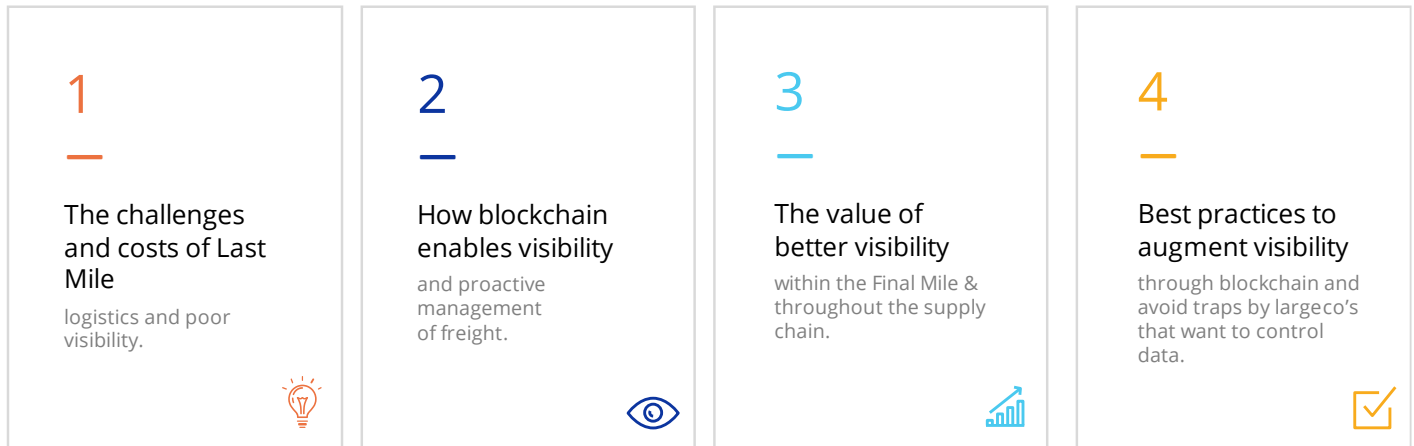 1
The challenges
and costs of Last
Mile
logistics and poor
visibility.
2
How blockchain
enables visibility
and proactive
management
of freight.
3
The value of
better visibility
within the Final Mile &
throughout the supply
chain.
4
Best practices to
augment visibility
through blockchain and
avoid traps by largeco’s
that want to control
data.